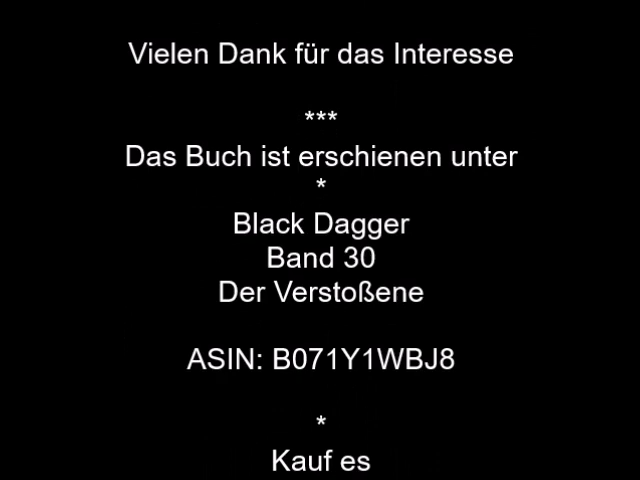 Vielen Dank für das Interesse
***
Das Buch ist erschienen unter
*
Black Dagger
Band 30
Der Verstoßene
ASIN: B071Y1WBJ8
*
Kauf es